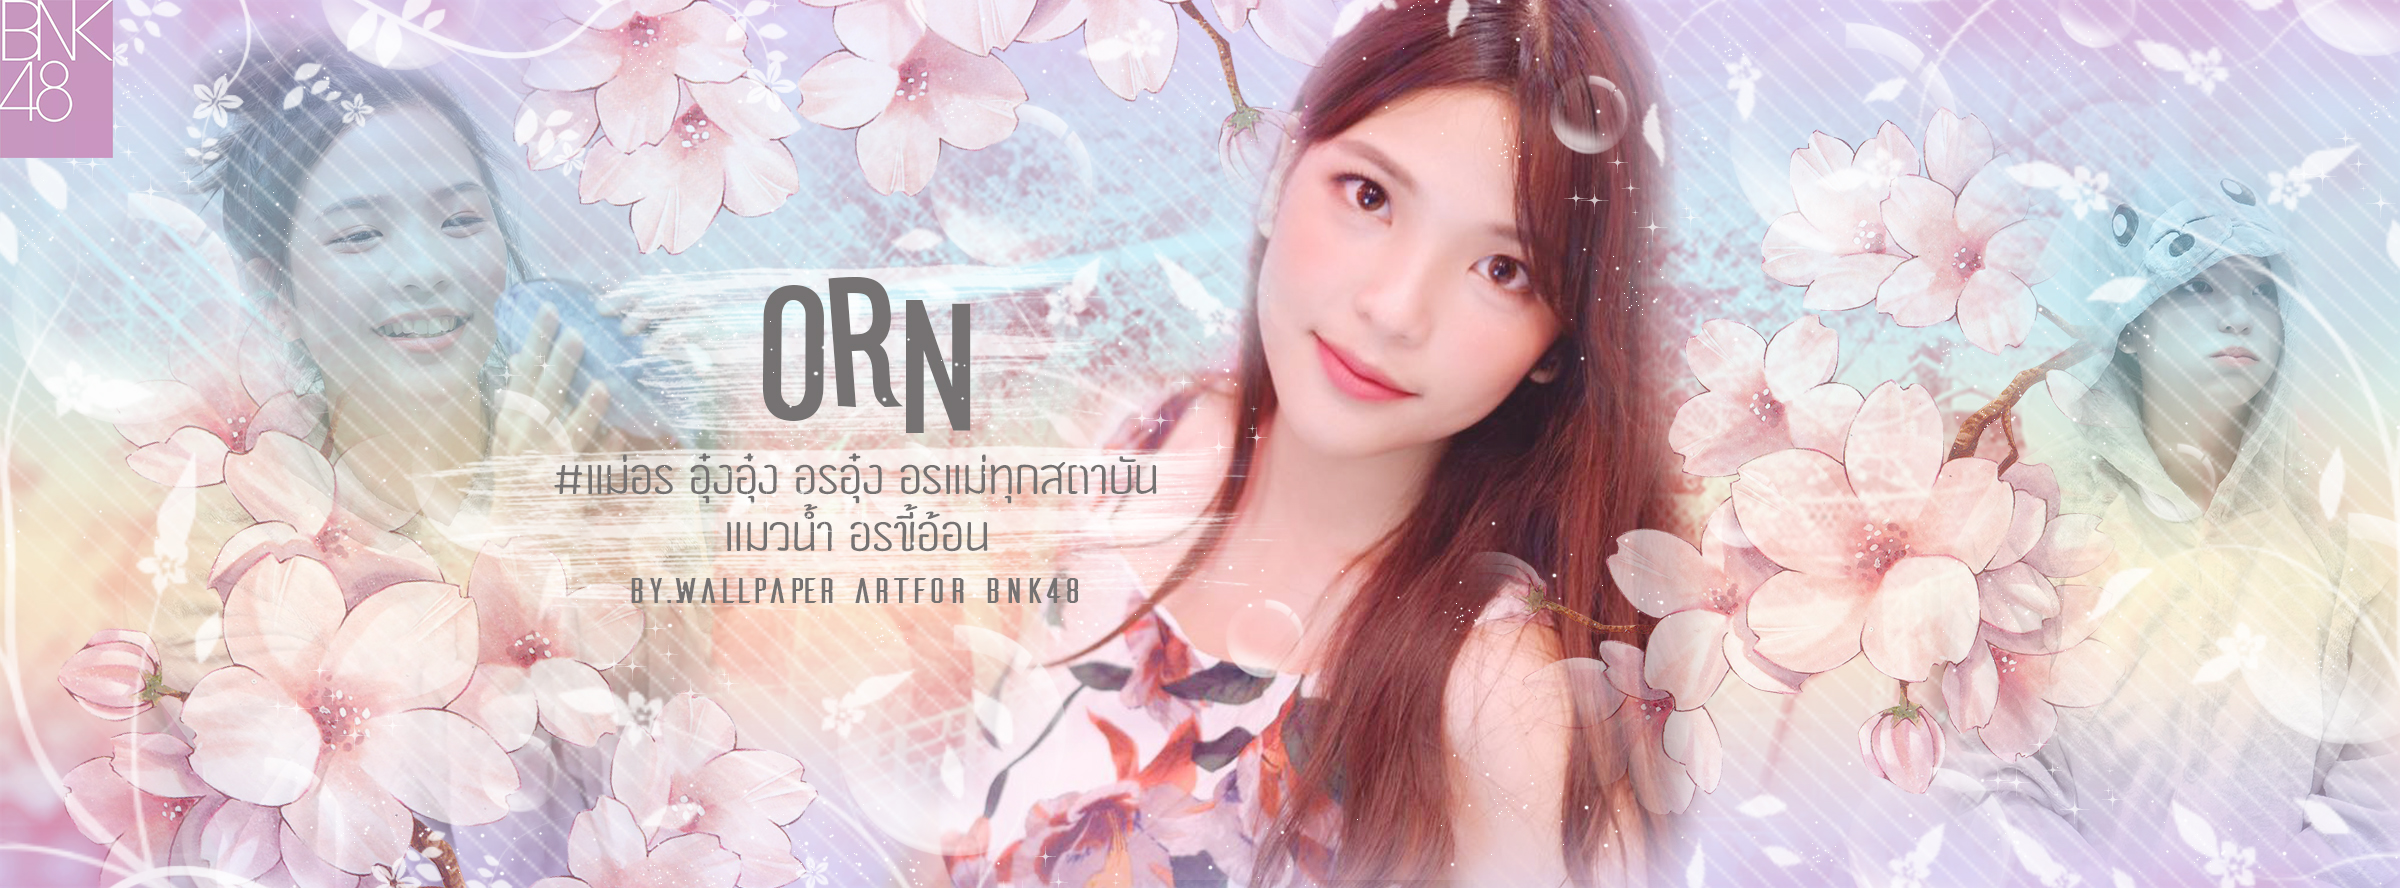 BNK
48
ORN
#แม่อร อุ๋งอุ๋ง อรอุ๋ง อรแม่ทุกสถาบัน
แมวน้ำ อรขี้อ้อน
BY.WALLPAPER ARTFOR BNK48